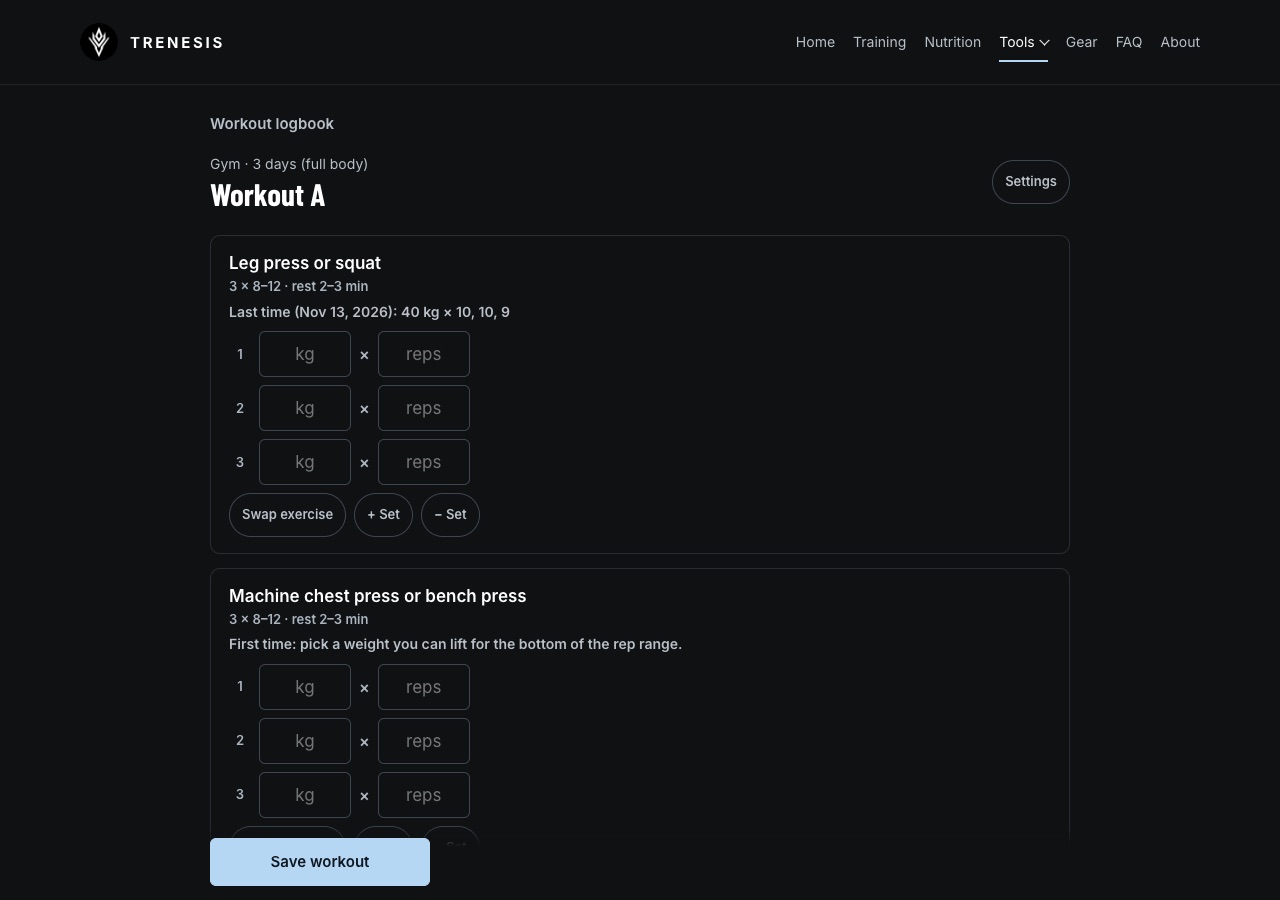 TRENESIS
Home Training Nutrition Tools Gear FAQ About
Workout logbook
Gym · 3 days (full body)
Workout A
Settings
Leg press or squat
3 × 8–12 · rest 2–3 min
Last time (Nov 13, 2026): 40 kg × 10, 10, 9
1 kg × reps
2 kg × reps
3 kg × reps
Swap exercise + Set − Set
Machine chest press or bench press
3 × 8–12 · rest 2–3 min
First time: pick a weight you can lift for the bottom of the rep range.
1 kg × reps
2 kg × reps
3 kg × reps
Save workout